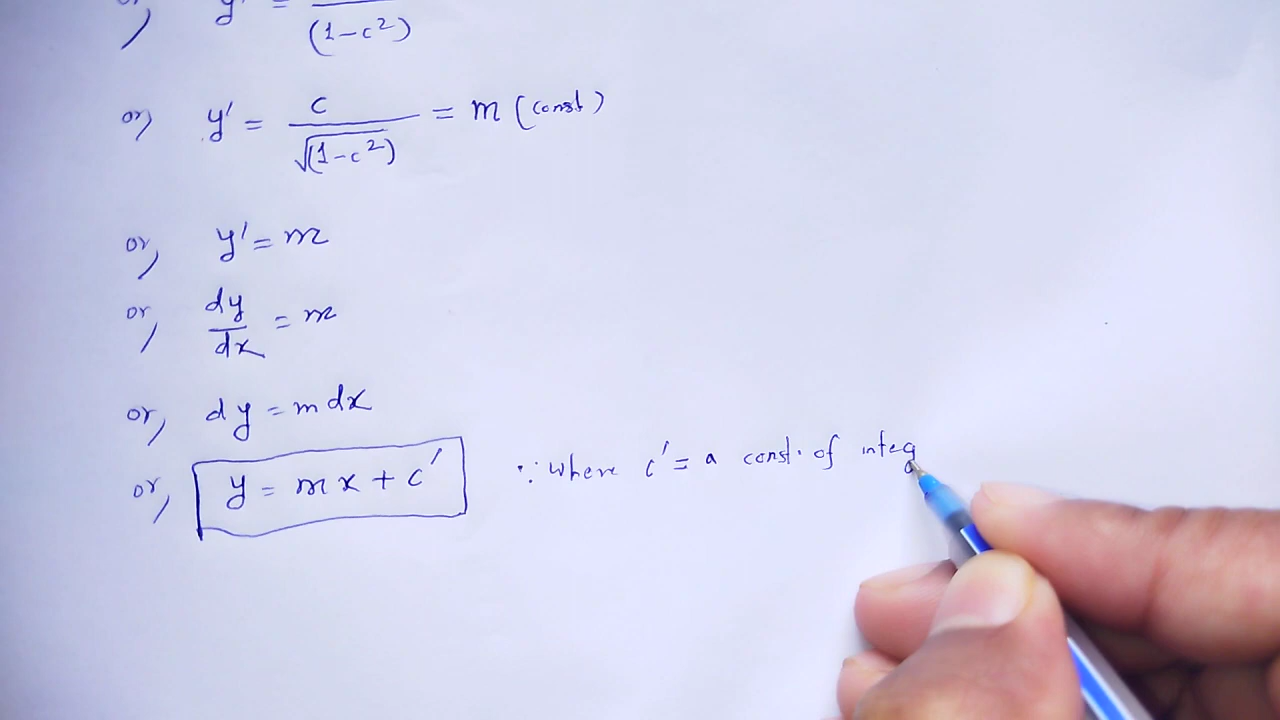 or, y' = (1-c²)
or, y' = c / √(1-c²) = m (const)
or, y' = m
or, dy/dx = m
or, dy = m dx
or, y = mx + c' ∵ where c' = a const. of integ